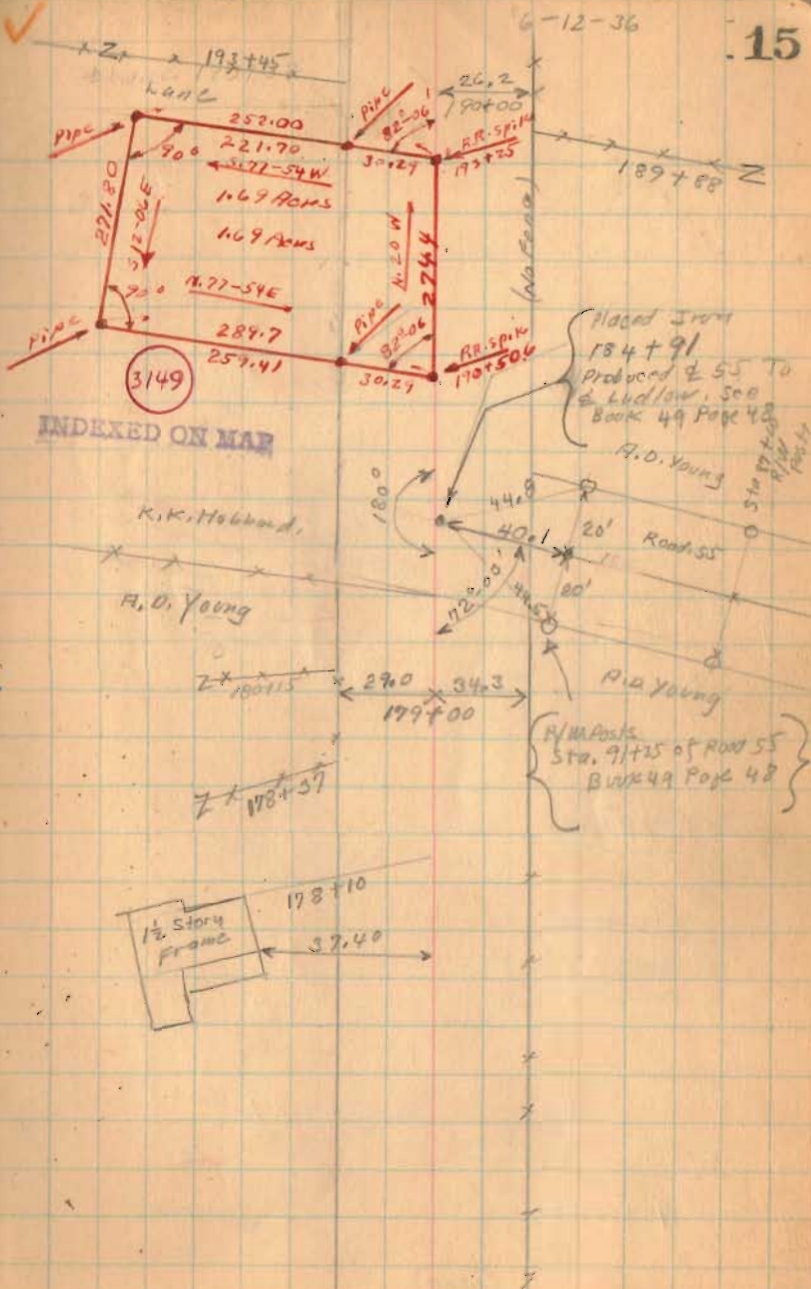 6-12-36
15
Z 193+45
Lane
26.2
190+00
189+88 Z
Pipe
Pipe
252.00
221.70
30.29
82°-06
R.R. Spik
193+25
90°
S.77-54W
1.69 Acres
1.69 Acres
271.80
S12-06E
N.20W
274.4
(No Fence)
90°
N.77-54E
Pipe
Pipe
289.7
259.41
30.29
82°-06
R.R. Spik
190+50.6
3149
INDEXED ON MAP
Placed Iron
184+91
Produced ₵ 55 To
₵ Ludlow. See
Book 49 Page 48
A.D. Young
R/W
Posts
180°
44.8
40.1
20'
Road 55
20'
72°-00'
K.K. Hubbard.
A.D. Young
A.D. Young
Z 180+15
29.0
34.3
179+00
R/W Posts
Sta. 91+25 of Road 55
Book 49 Page 48
Z 178+37
178+10
1½ Story
Frame
37.40